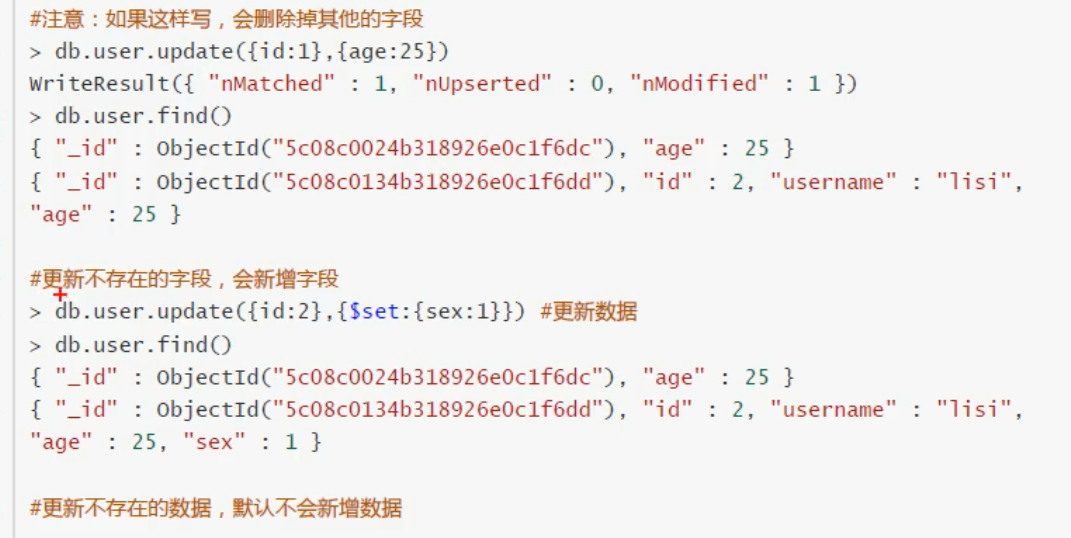 #注意：如果这样写，会删除掉其他的字段
> db.user.update({id:1},{age:25})
WriteResult({ "nMatched" : 1, "nUpserted" : 0, "nModified" : 1 })
> db.user.find()
{ "_id" : ObjectId("5c08c0024b318926e0c1f6dc"), "age" : 25 }
{ "_id" : ObjectId("5c08c0134b318926e0c1f6dd"), "id" : 2, "username" : "lisi",
"age" : 25 }
#更新不存在的字段，会新增字段
> db.user.update({id:2},{$set:{sex:1}}) #更新数据
> db.user.find()
{ "_id" : ObjectId("5c08c0024b318926e0c1f6dc"), "age" : 25 }
{ "_id" : ObjectId("5c08c0134b318926e0c1f6dd"), "id" : 2, "username" : "lisi",
"age" : 25, "sex" : 1 }
#更新不存在的数据，默认不会新增数据